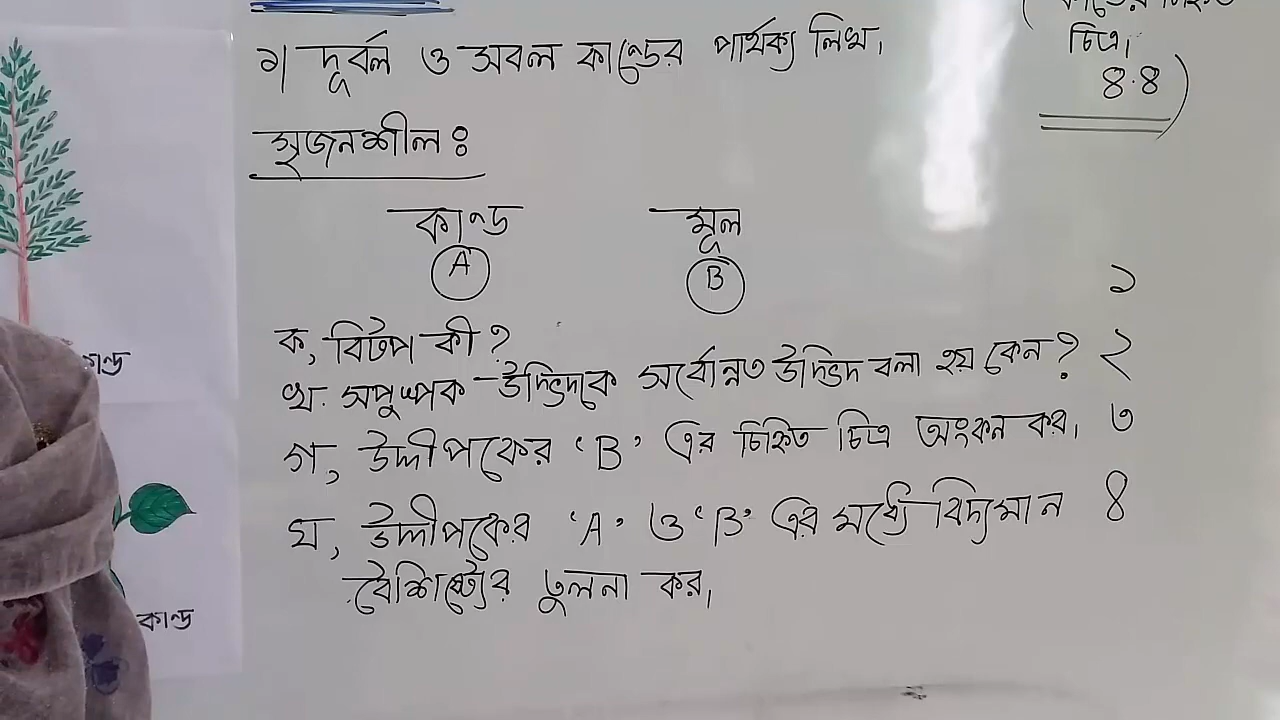 ৯। দূর্বল ও সবল কান্ডের পার্থক্য লিখ।
চিত্র।
৪.৪)
সৃজনশীলঃ
কান্ড মূল
A B
১
ক, বিটপ কী?
খ. সপুষ্পক উদ্ভিদকে সর্বোন্নত উদ্ভিদ বলা হয় কেন? ২
গ, উদ্দীপকের 'B' এর চিহ্নিত চিত্র অংকন কর। ৩
ঘ, উদ্দীপকের 'A' ও 'B' এর মধ্যে বিদ্যমান ৪
বৈশিষ্ট্যের তুলনা কর।
কান্ড